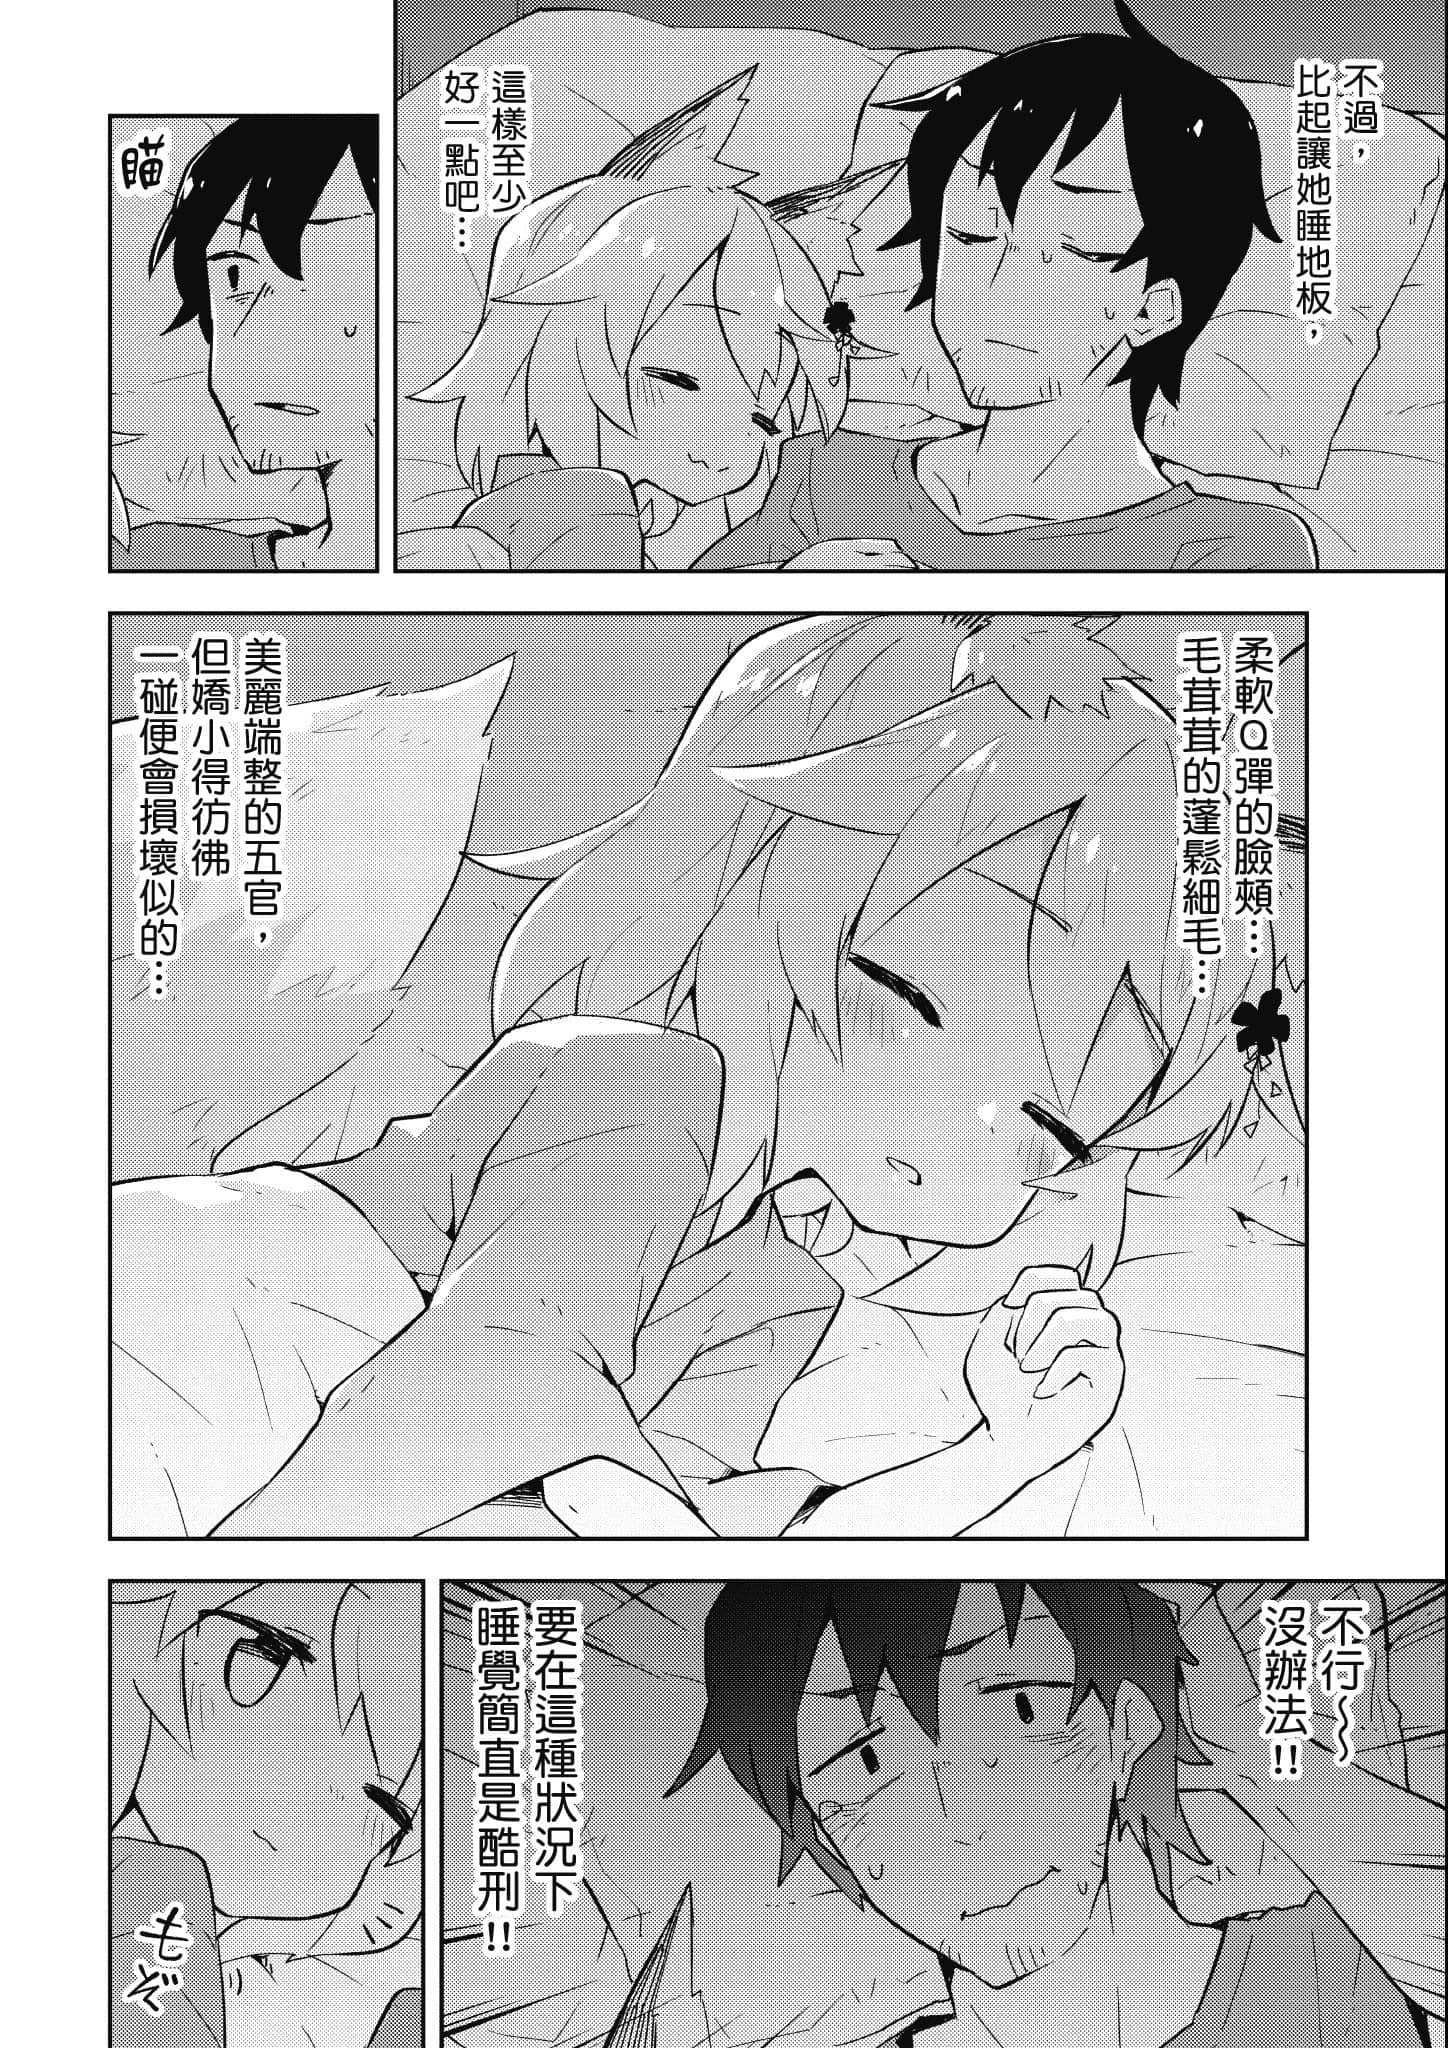 不過，
比起讓她睡地板，
這樣至少
好一點吧…
瞄
柔軟Ｑ彈的臉頰…
毛茸茸的蓬鬆細毛…
美麗端整的五官，
但嬌小得彷彿
一碰便會損壞似的…
不行～～
沒辦法!!
要在這種狀況下
睡覺簡直是酷刑!!
もぞ